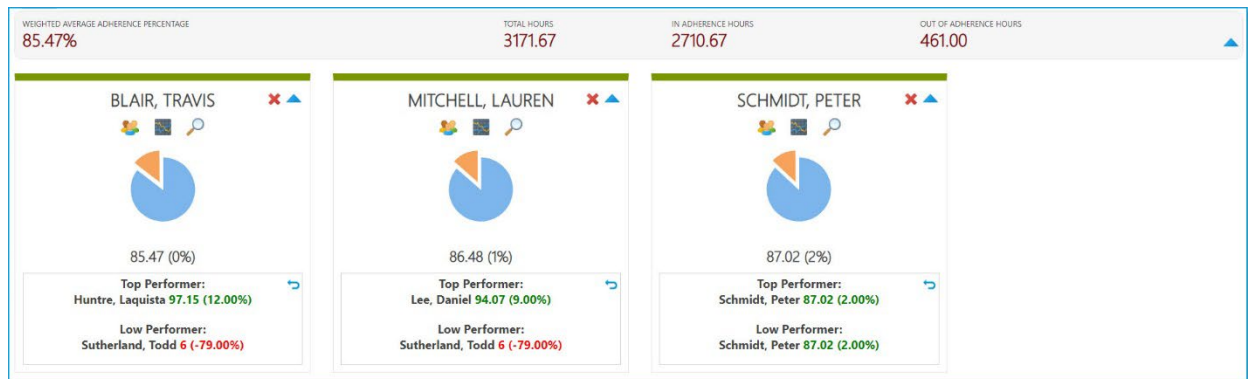 WEIGHTED AVERAGE ADHERENCE PERCENTAGE
85.47%
TOTAL HOURS
3171.67
IN ADHERENCE HOURS
2710.67
OUT OF ADHERENCE HOURS
461.00
BLAIR, TRAVIS
85.47 (0%)
Top Performer:
Huntre, Laquista 97.15 (12.00%)
Low Performer:
Sutherland, Todd 6 (-79.00%)
MITCHELL, LAUREN
86.48 (1%)
Top Performer:
Lee, Daniel 94.07 (9.00%)
Low Performer:
Sutherland, Todd 6 (-79.00%)
SCHMIDT, PETER
87.02 (2%)
Top Performer:
Schmidt, Peter 87.02 (2.00%)
Low Performer:
Schmidt, Peter 87.02 (2.00%)